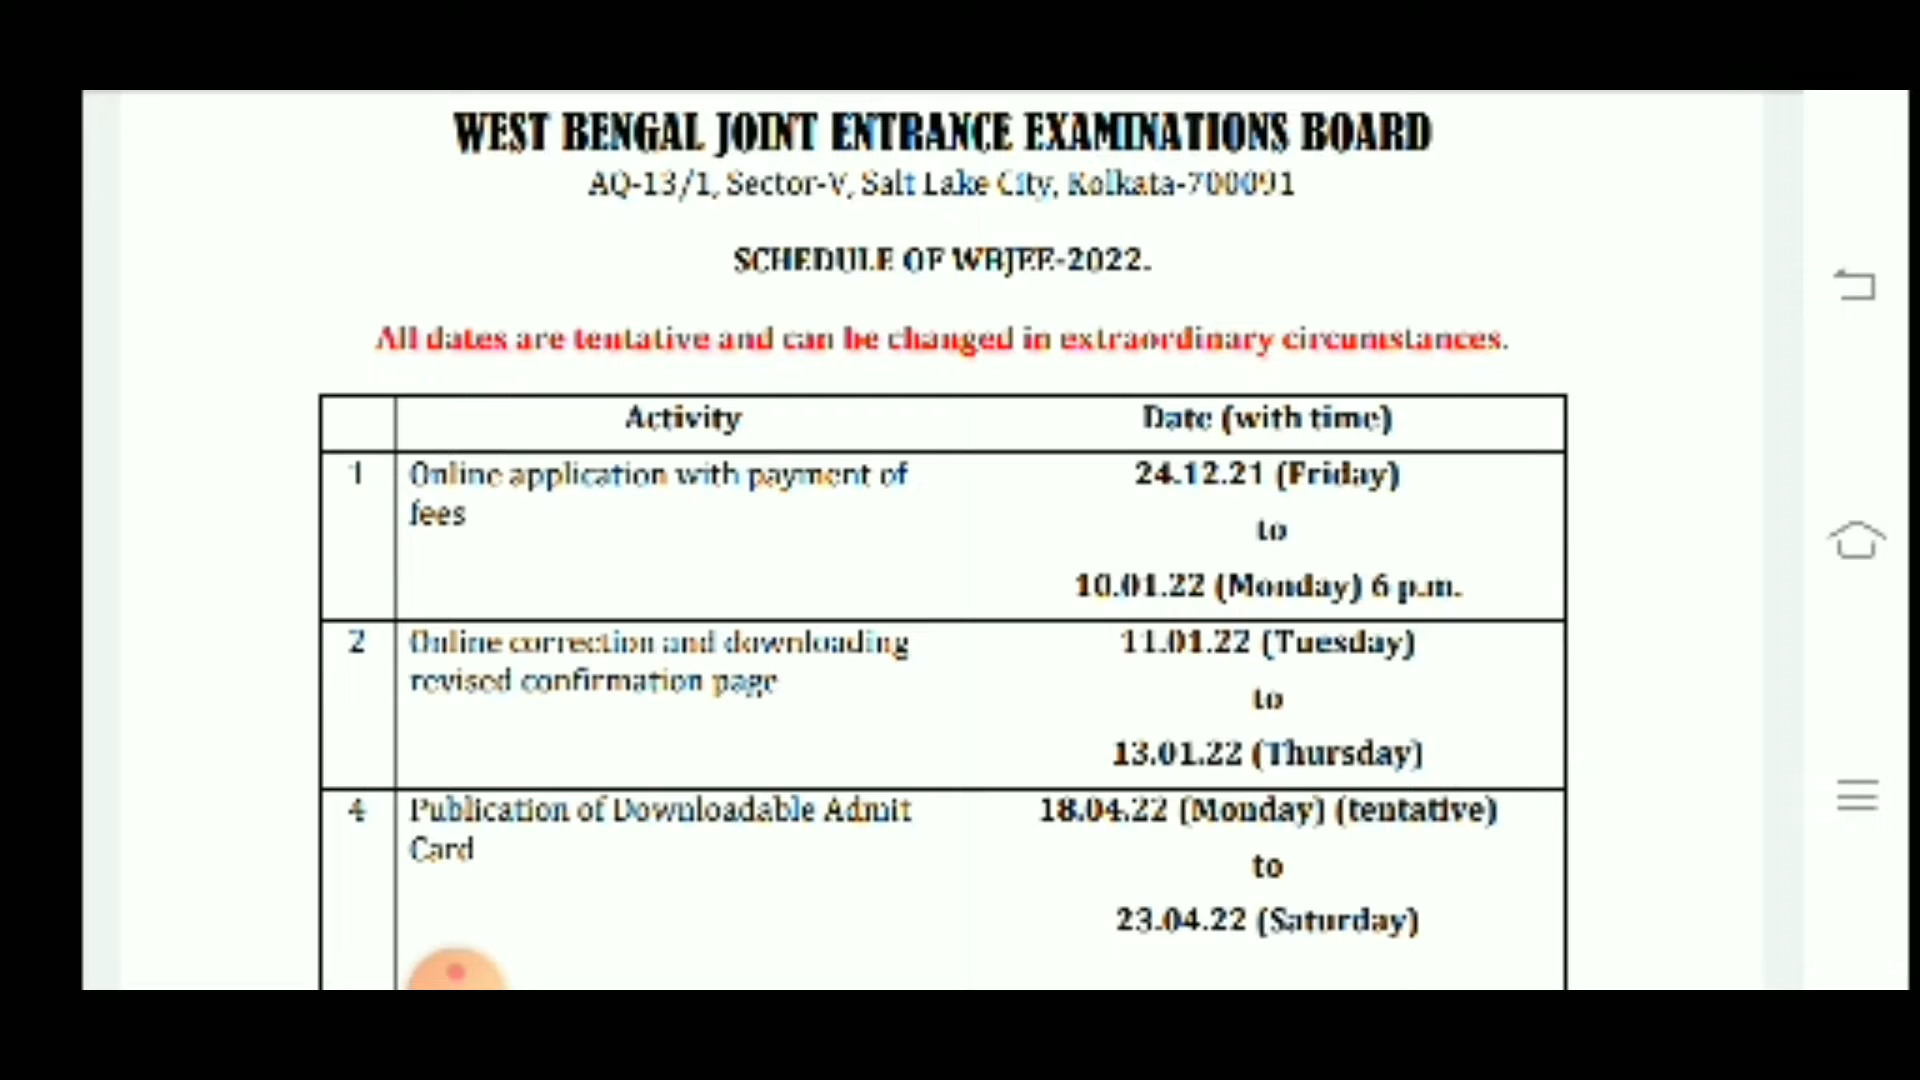 WEST BENGAL JOINT ENTRANCE EXAMINATIONS BOARD
AQ-13/1, Sector-V, Salt Lake City, Kolkata-700091
SCHEDULE OF WBJEE-2022.
All dates are tentative and can be changed in extraordinary circumstances.
Activity Date (with time)
1 Online application with payment of fees
24.12.21 (Friday)
to
10.01.22 (Monday) 6 p.m.
2 Online correction and downloading
revised confirmation page
11.01.22 (Tuesday)
to
13.01.22 (Thursday)
4 Publication of Downloadable Admit
Card
18.04.22 (Monday) (tentative)
to
23.04.22 (Saturday)